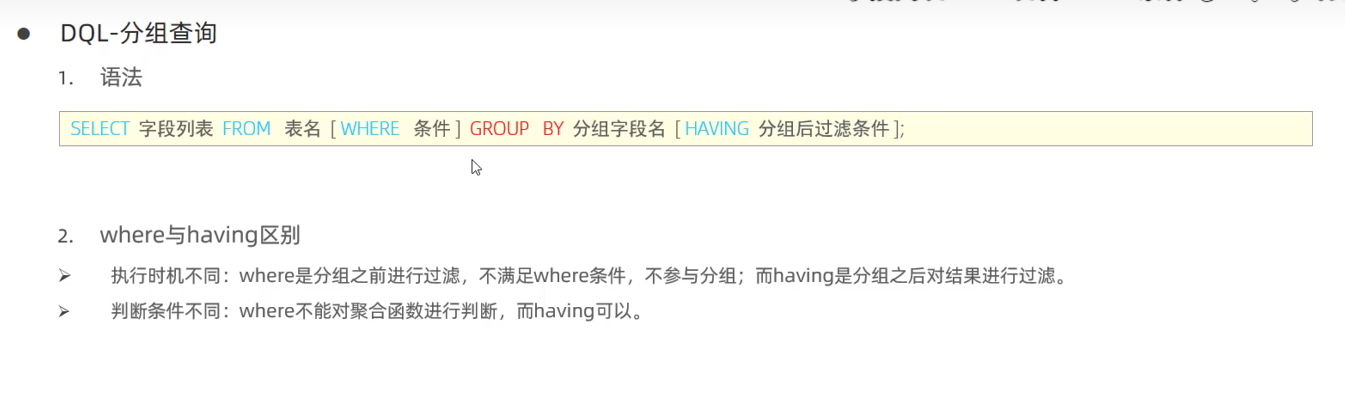 ● DQL-分组查询
1. 语法
SELECT 字段列表 FROM 表名 [ WHERE 条件 ] GROUP BY 分组字段名 [ HAVING 分组后过滤条件 ];
2. where与having区别
➢ 执行时机不同：where是分组之前进行过滤，不满足where条件，不参与分组；而having是分组之后对结果进行过滤。
➢ 判断条件不同：where不能对聚合函数进行判断，而having可以。